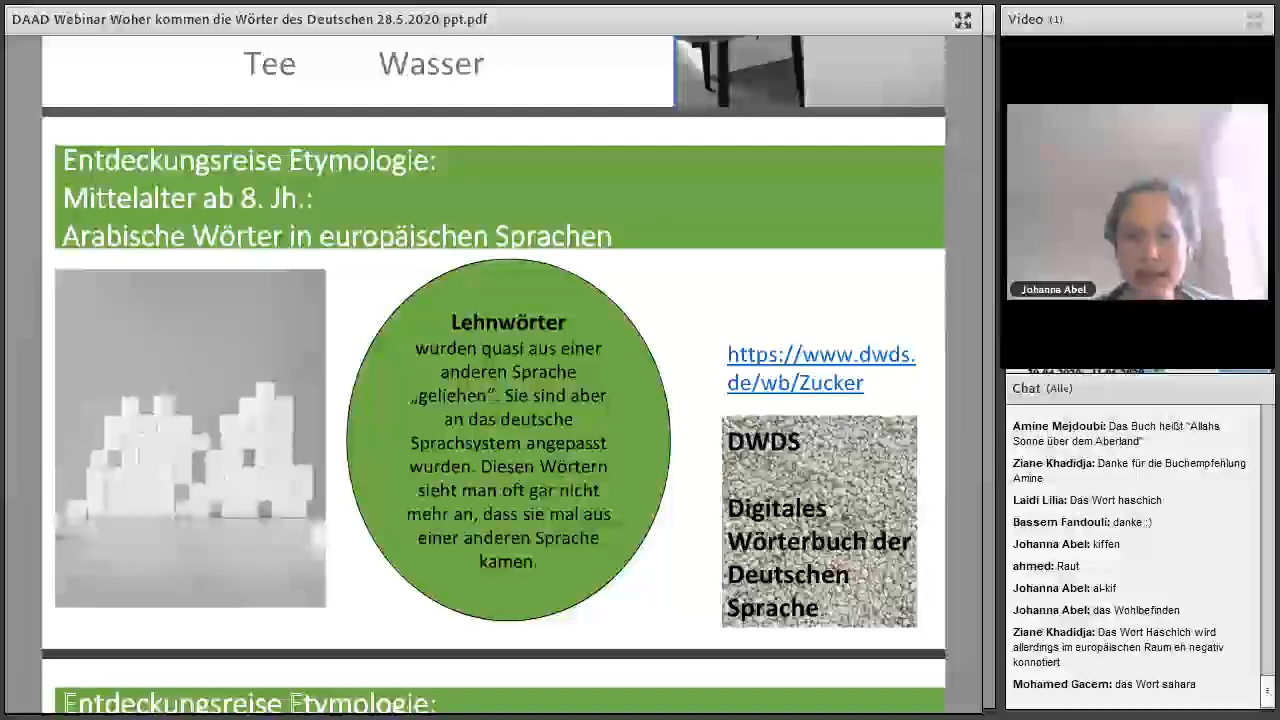 DAAD Webinar Woher kommen die Wörter des Deutschen 28.5.2020 ppt.pdf
Tee Wasser
Entdeckungsreise Etymologie:
Mittelalter ab 8. Jh.:
Arabische Wörter in europäischen Sprachen
Lehnwörter
wurden quasi aus einer
anderen Sprache
„geliehen“. Sie sind aber
an das deutsche
Sprachsystem angepasst
wurden. Diesen Wörtern
sieht man oft gar nicht
mehr an, dass sie mal aus
einer anderen Sprache
kamen.
https://www.dwds.
de/wb/Zucker
DWDS
Digitales
Wörterbuch der
Deutschen
Sprache
Entdeckungsreise Etymologie:
Video (1)
Johanna Abel
Chat (Alle)
Amine Mejdoubi: Das Buch heißt "Allahs
Sonne über dem Aberland"
Ziane Khadidja: Danke für die Buchempfehlung
Amine
Laidi Lilia: Das Wort haschich
Bassem Fandouli: danke :)
Johanna Abel: kiffen
ahmed: Raut
Johanna Abel: al-kif
Johanna Abel: das Wohlbefinden
Ziane Khadidja: Das Wort Haschich wird
allerdings im europäischen Raum eh negativ
konnotiert
Mohamed Gacem: das Wort sahara